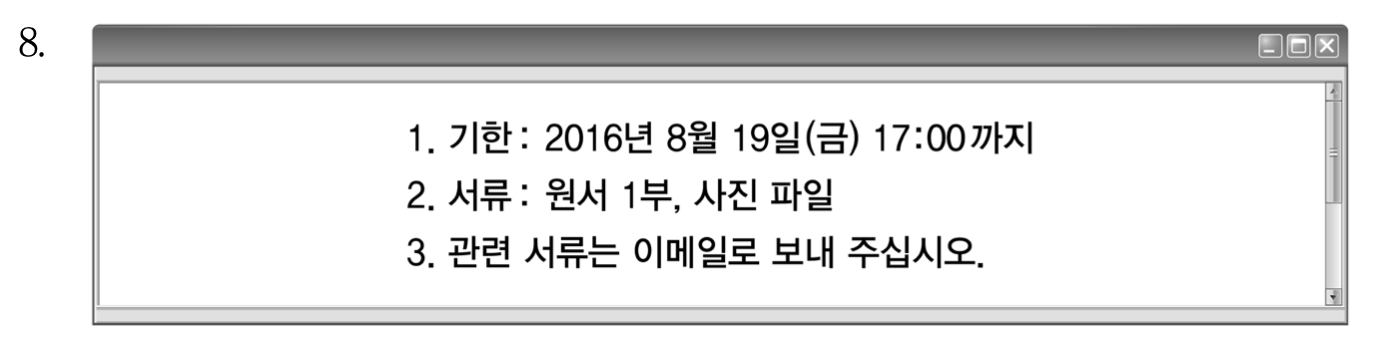 8.
1. 기한: 2016년 8월 19일(금) 17:00까지
2. 서류: 원서 1부, 사진 파일
3. 관련 서류는 이메일로 보내 주십시오.